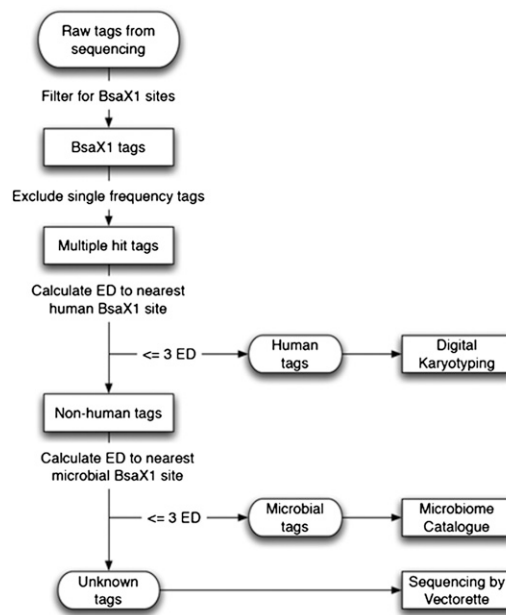 Raw tags from
sequencing
Filter for BsaX1 sites
BsaX1 tags
Exclude single frequency tags
Multiple hit tags
Calculate ED to nearest
human BsaX1 site
<= 3 ED
Human
tags
Digital
Karyotyping
Non-human tags
Calculate ED to nearest
microbial BsaX1 site
<= 3 ED
Microbial
tags
Microbiome
Catalogue
Unknown
tags
Sequencing by
Vectorette